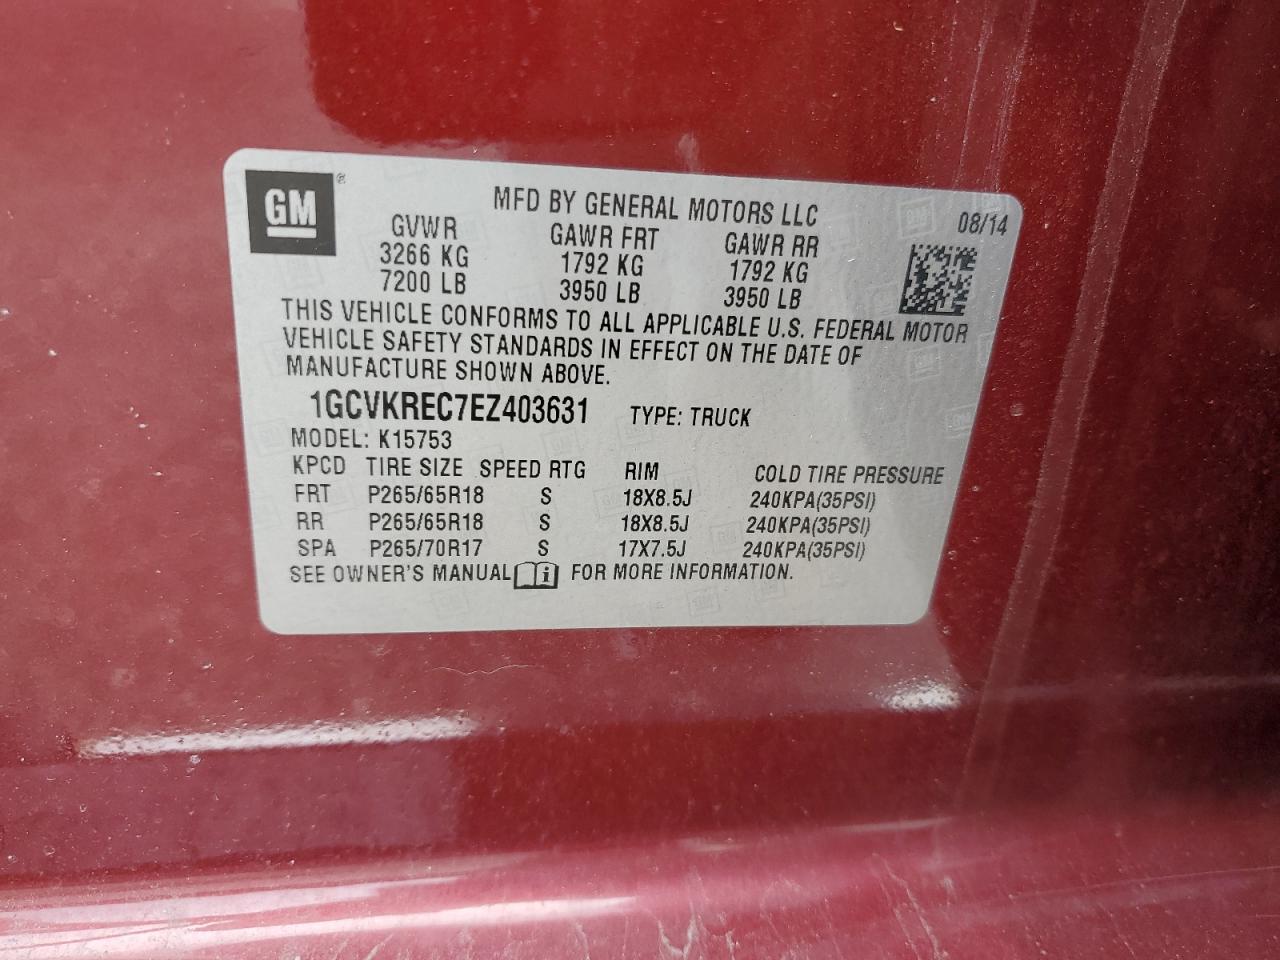 GM ®
MFD BY GENERAL MOTORS LLC
08/14
GVWR GAWR FRT GAWR RR
3266 KG 1792 KG 1792 KG
7200 LB 3950 LB 3950 LB
THIS VEHICLE CONFORMS TO ALL APPLICABLE U.S. FEDERAL MOTOR
VEHICLE SAFETY STANDARDS IN EFFECT ON THE DATE OF
MANUFACTURE SHOWN ABOVE.
1GCVKREC7EZ403631 TYPE: TRUCK
MODEL: K15753
KPCD TIRE SIZE SPEED RTG RIM COLD TIRE PRESSURE
FRT P265/65R18 S 18X8.5J 240KPA(35PSI)
RR P265/65R18 S 18X8.5J 240KPA(35PSI)
SPA P265/70R17 S 17X7.5J 240KPA(35PSI)
SEE OWNER'S MANUAL i FOR MORE INFORMATION.